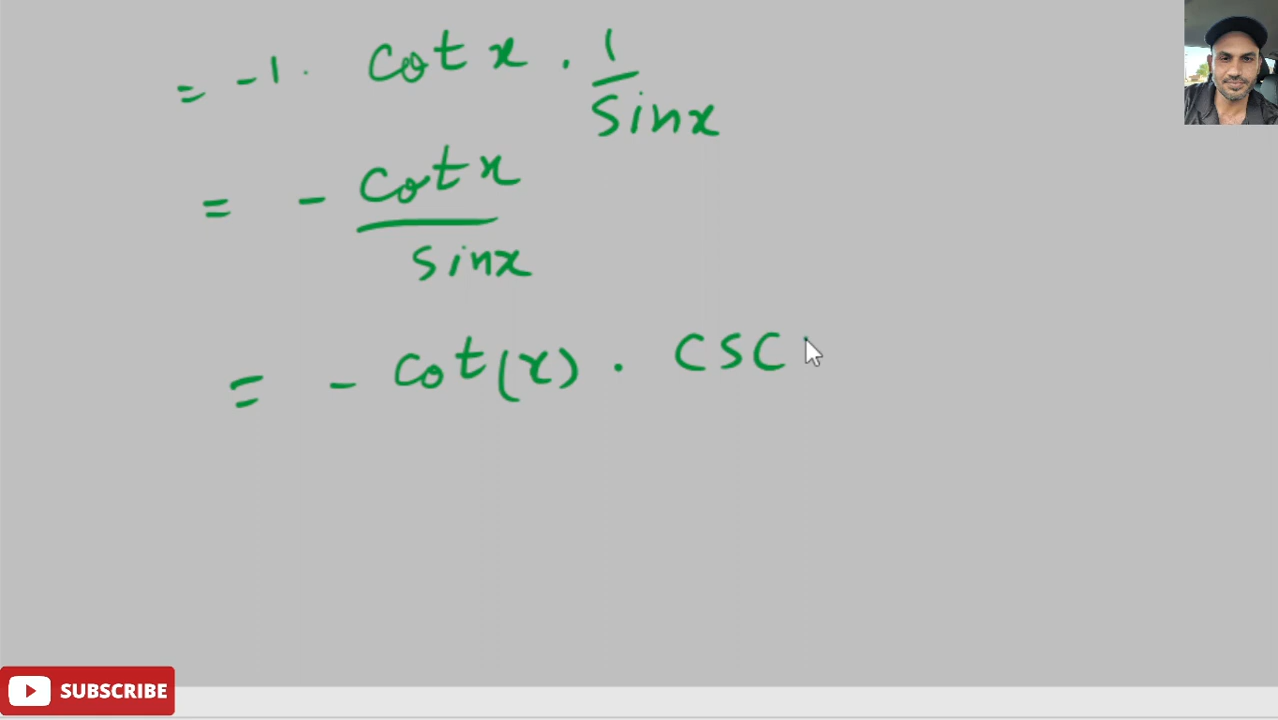 = -1 · cot x · 1/sinx
= - cot x/sinx
= - cot(x) · csc
SUBSCRIBE